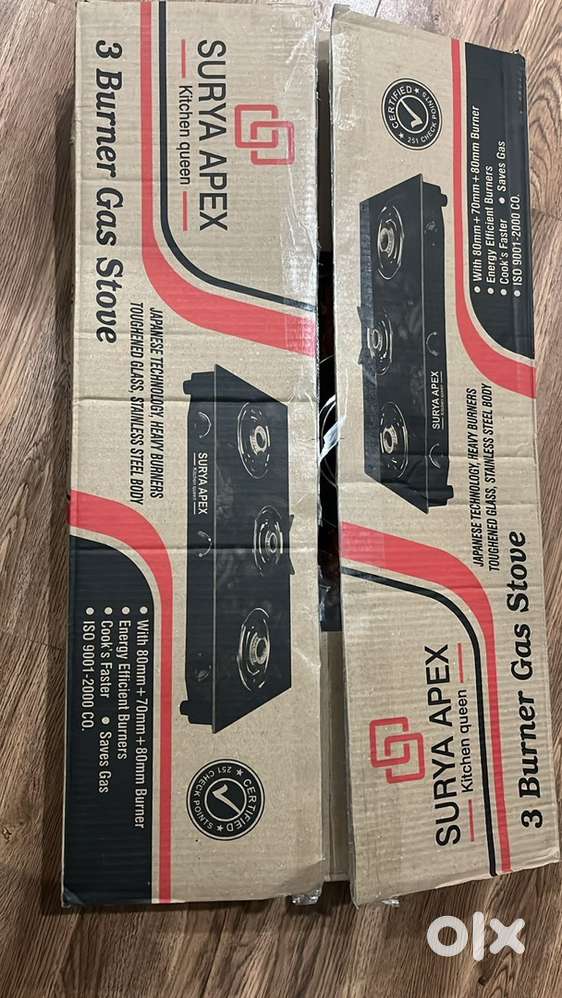 SURYA APEX
Kitchen queen
3 Burner Gas Stove
JAPANESE TECHNOLOGY, HEAVY BURNERS
TOUGHENED GLASS, STAINLESS STEEL BODY
SURYA APEX
Kitchen queen
• With 80mm+70mm+80mm Burner
• Energy Efficient Burners
• Cook's Faster • Saves Gas
• ISO 9001-2000 CO.
CERTIFIED
251 CHECK POINTS
CERTIFIED
251 CHECK POINTS
• With 80mm+70mm+80mm Burner
• Energy Efficient Burners
• Cook's Faster • Saves Gas
• ISO 9001-2000 CO.
SURYA APEX
Kitchen queen
JAPANESE TECHNOLOGY, HEAVY BURNERS
TOUGHENED GLASS, STAINLESS STEEL BODY
SURYA APEX
Kitchen queen
3 Burner Gas Stove
olx